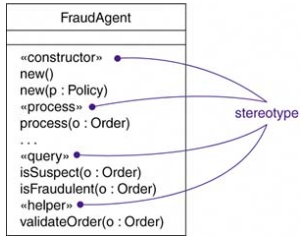 FraudAgent
«constructor»
new()
new(p : Policy)
«process»
process(o : Order)
. . .
«query»
isSuspect(o : Order)
isFraudulent(o : Order)
«helper»
validateOrder(o : Order)
stereotype